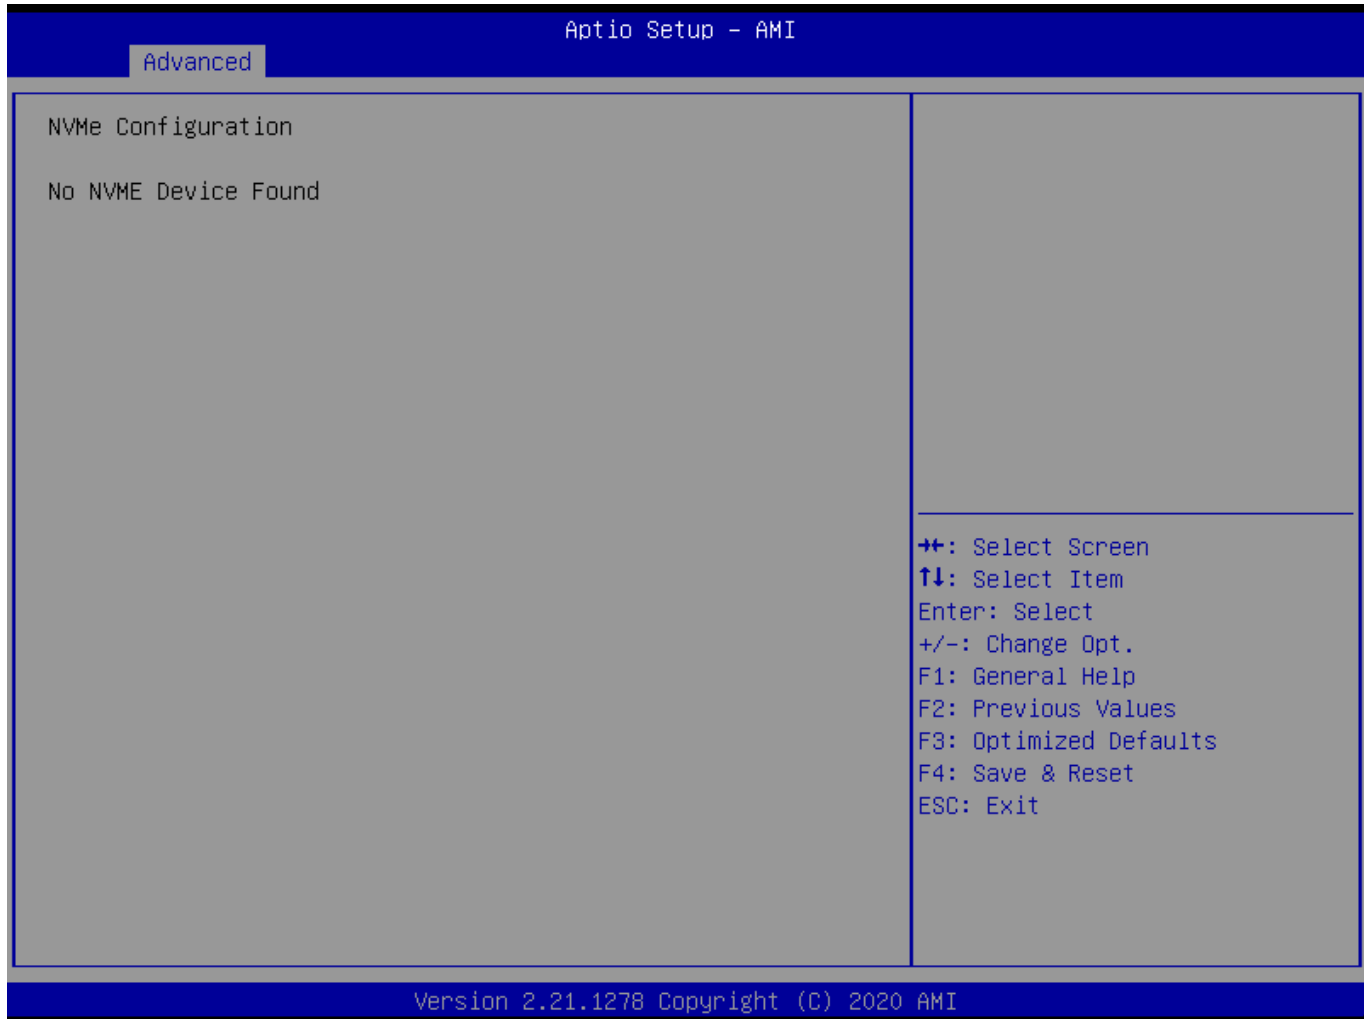 Aptio Setup – AMI
Advanced
NVMe Configuration
No NVME Device Found
→←: Select Screen
↑↓: Select Item
Enter: Select
+/-: Change Opt.
F1: General Help
F2: Previous Values
F3: Optimized Defaults
F4: Save & Reset
ESC: Exit
Version 2.21.1278 Copyright (C) 2020 AMI